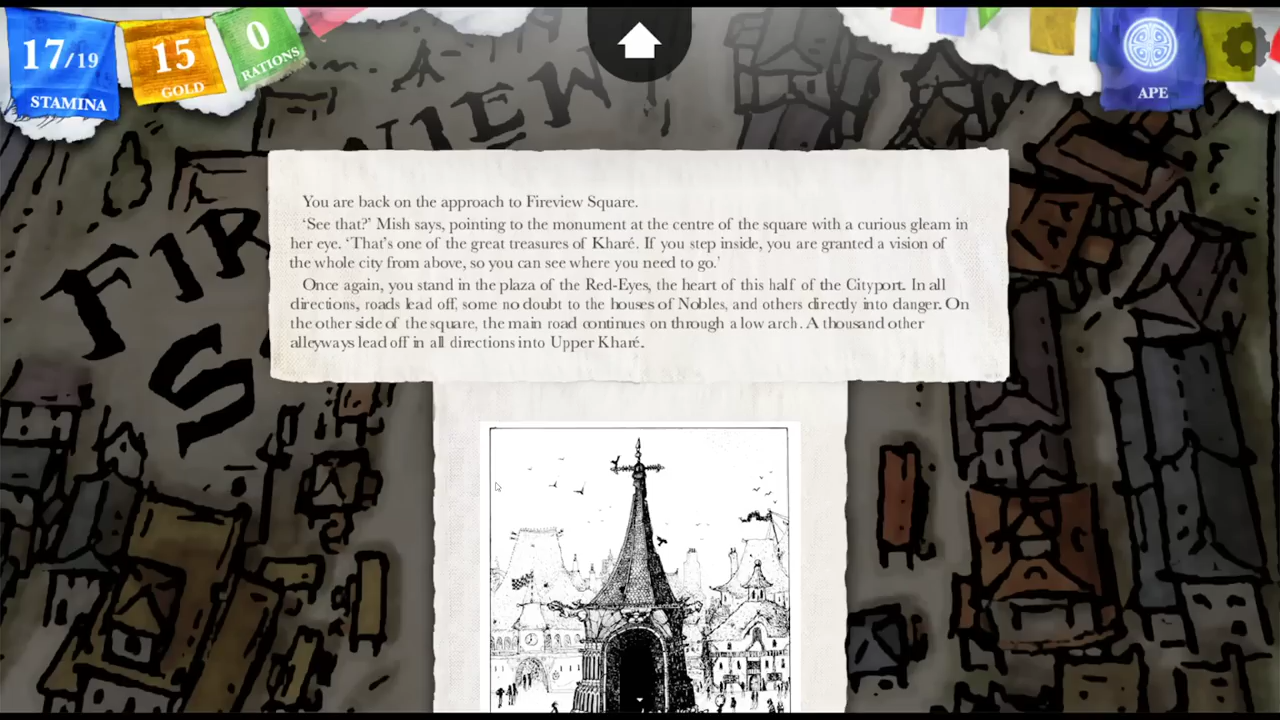 17/19
STAMINA
15
GOLD
0
RATIONS
APE
FIREVIEW
S
You are back on the approach to Fireview Square.
‘See that?’ Mish says, pointing to the monument at the centre of the square with a curious gleam in
her eye. ‘That’s one of the great treasures of Kharé. If you step inside, you are granted a vision of
the whole city from above, so you can see where you need to go.’
Once again, you stand in the plaza of the Red-Eyes, the heart of this half of the Cityport. In all
directions, roads lead off, some no doubt to the houses of Nobles, and others directly into danger. On
the other side of the square, the main road continues on through a low arch. A thousand other
alleyways lead off in all directions into Upper Kharé.